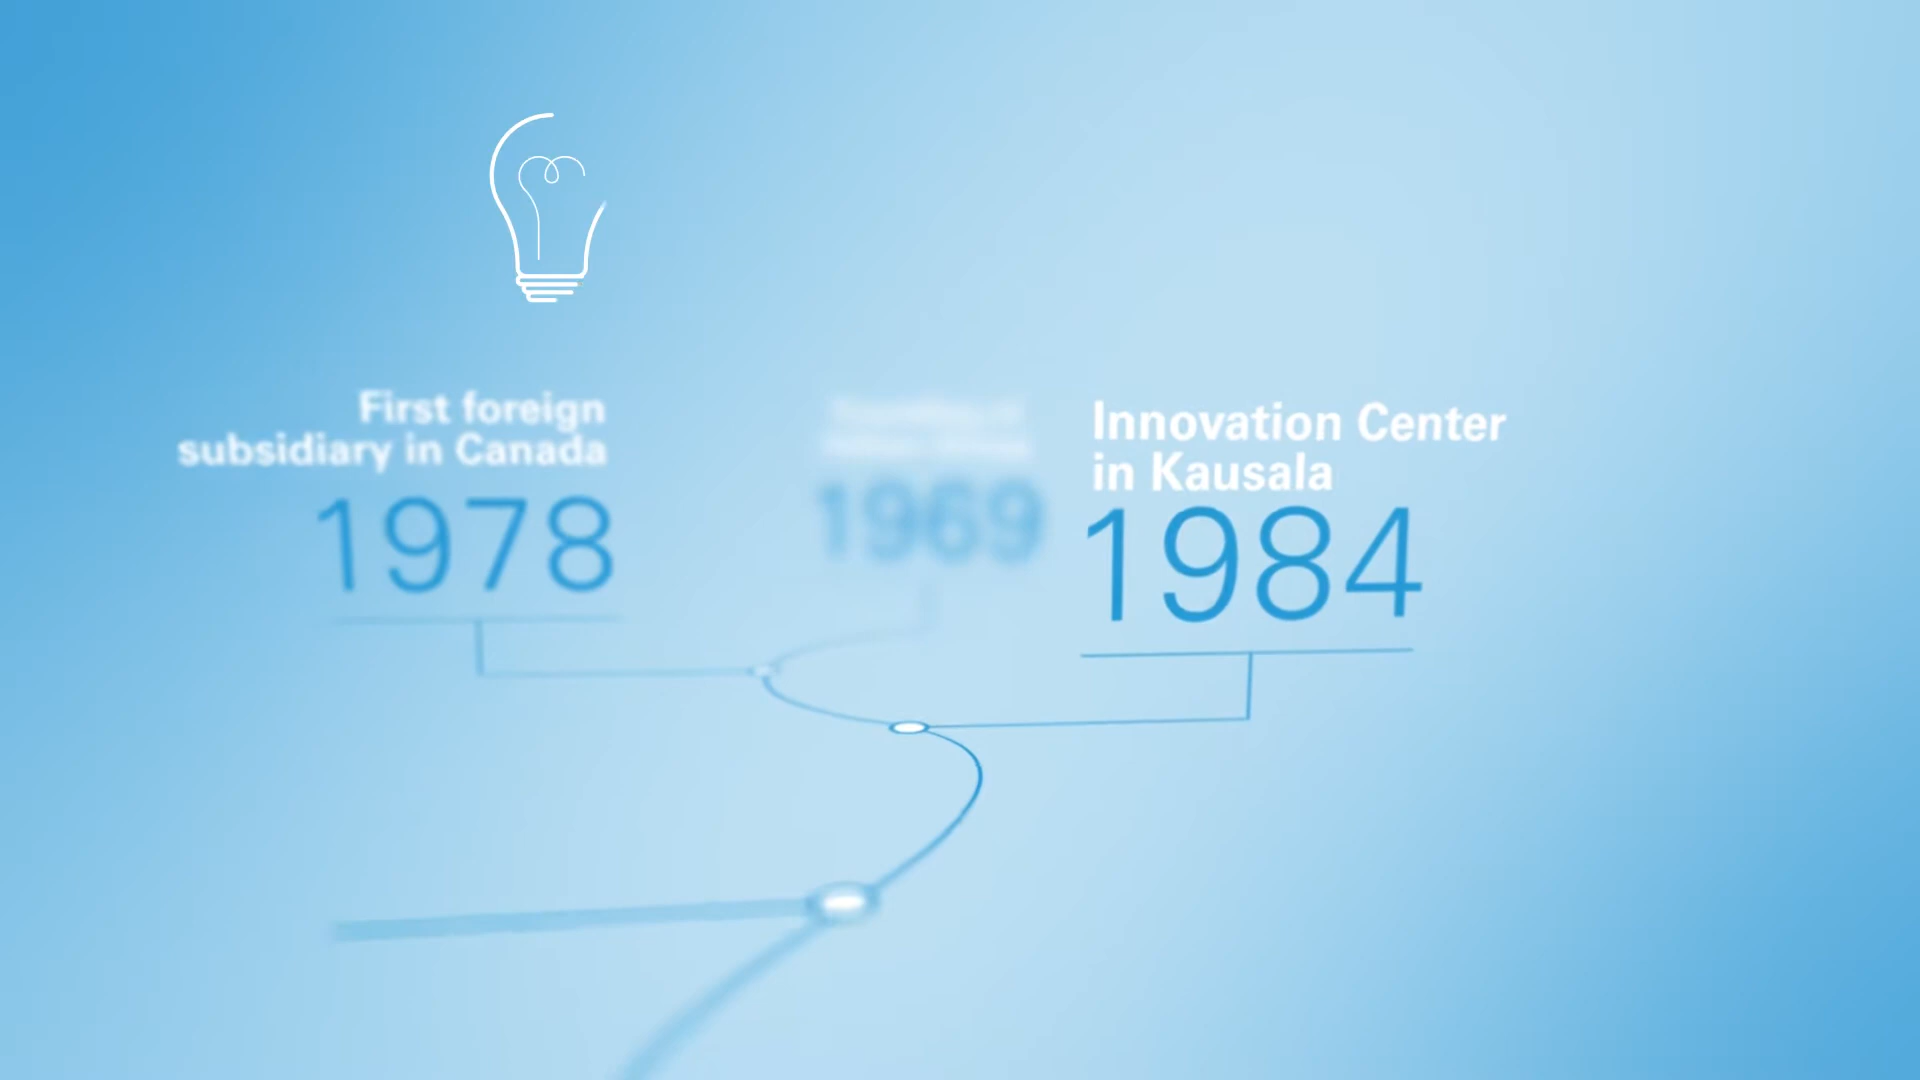 First foreign
subsidiary in Canada
1978
1969
Innovation Center
in Kausala
1984